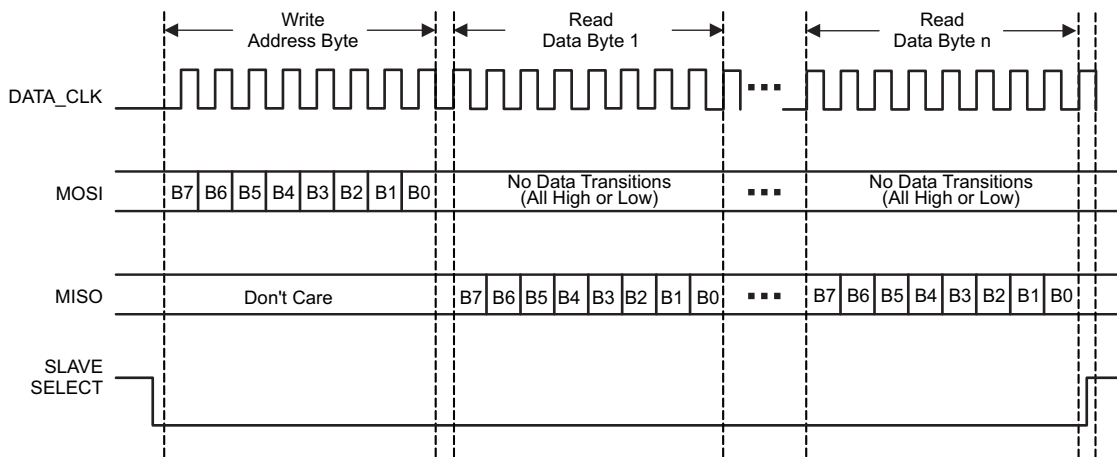 Write
Address Byte
Read
Data Byte 1
Read
Data Byte n
DATA_CLK
MOSI
B7 B6 B5 B4 B3 B2 B1 B0
No Data Transitions
(All High or Low)
No Data Transitions
(All High or Low)
MISO
Don't Care
B7 B6 B5 B4 B3 B2 B1 B0
B7 B6 B5 B4 B3 B2 B1 B0
SLAVE
SELECT